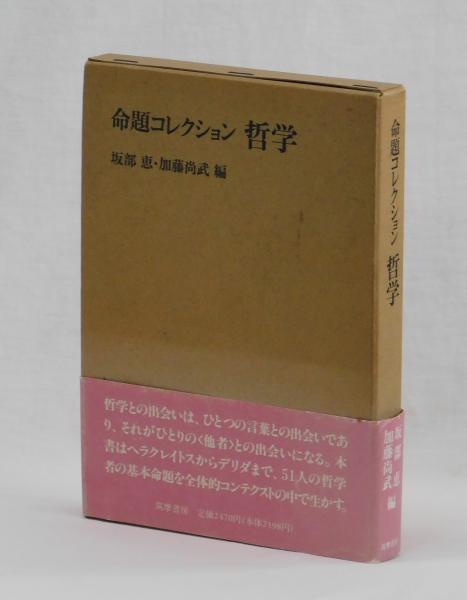 命題コレクション 哲学
坂部 恵・加藤尚武 編
哲学との出会いは、ひとつの言葉との出会いであ
り、それがひとりの〈他者〉との出会いになる。本
書はヘラクレイトスからデリダまで、51人の哲学
者の基本命題を全体的コンテクストの中で生かす。
筑摩書房 定価2470円(本体2398円)
命題コレクション 哲学
坂部 恵
加藤尚武 編
筑摩書房